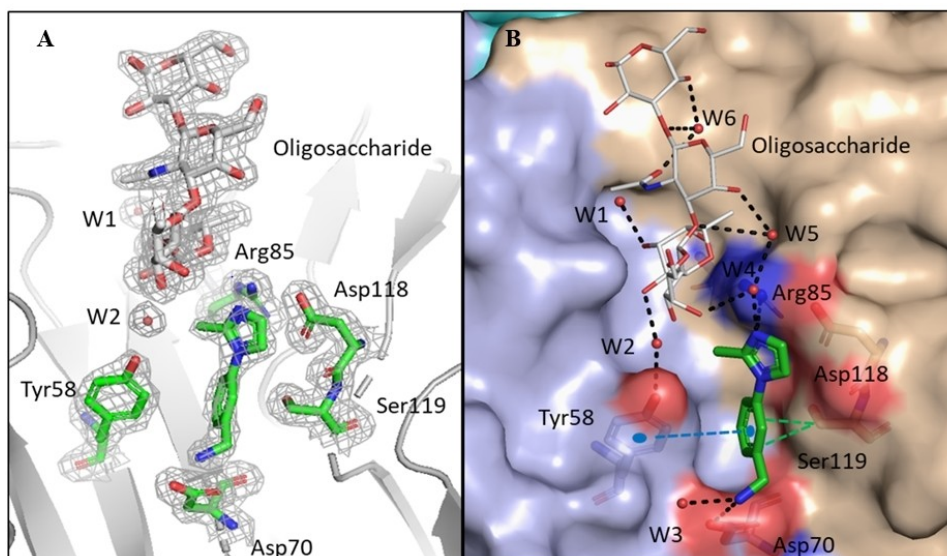 A
Oligosaccharide
W1
Arg85
Asp118
W2
Tyr58
Ser119
Asp70
B
W6
Oligosaccharide
W1
W5
W4
Arg85
W2
Asp118
Tyr58
Ser119
W3
Asp70